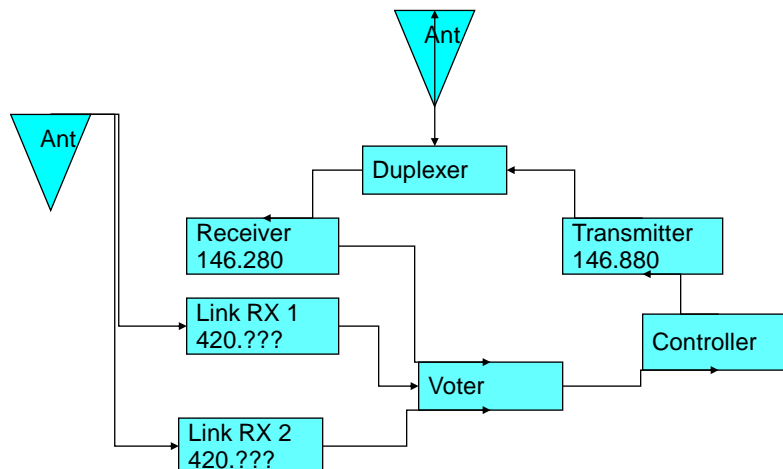 Ant
Ant
Duplexer
Receiver
146.280
Transmitter
146.880
Link RX 1
420.???
Controller
Voter
Link RX 2
420.???